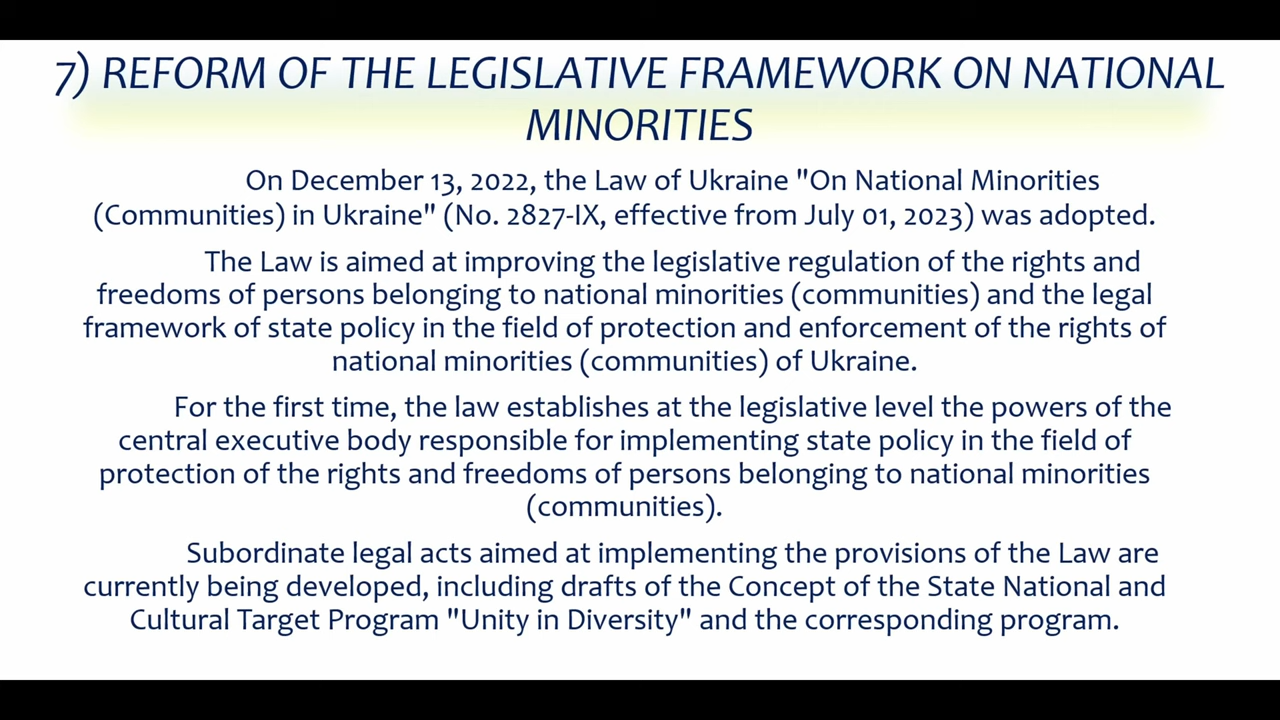 7) REFORM OF THE LEGISLATIVE FRAMEWORK ON NATIONAL
MINORITIES
On December 13, 2022, the Law of Ukraine "On National Minorities
(Communities) in Ukraine" (No. 2827-IX, effective from July 01, 2023) was adopted.
The Law is aimed at improving the legislative regulation of the rights and
freedoms of persons belonging to national minorities (communities) and the legal
framework of state policy in the field of protection and enforcement of the rights of
national minorities (communities) of Ukraine.
For the first time, the law establishes at the legislative level the powers of the
central executive body responsible for implementing state policy in the field of
protection of the rights and freedoms of persons belonging to national minorities
(communities).
Subordinate legal acts aimed at implementing the provisions of the Law are
currently being developed, including drafts of the Concept of the State National and
Cultural Target Program "Unity in Diversity" and the corresponding program.